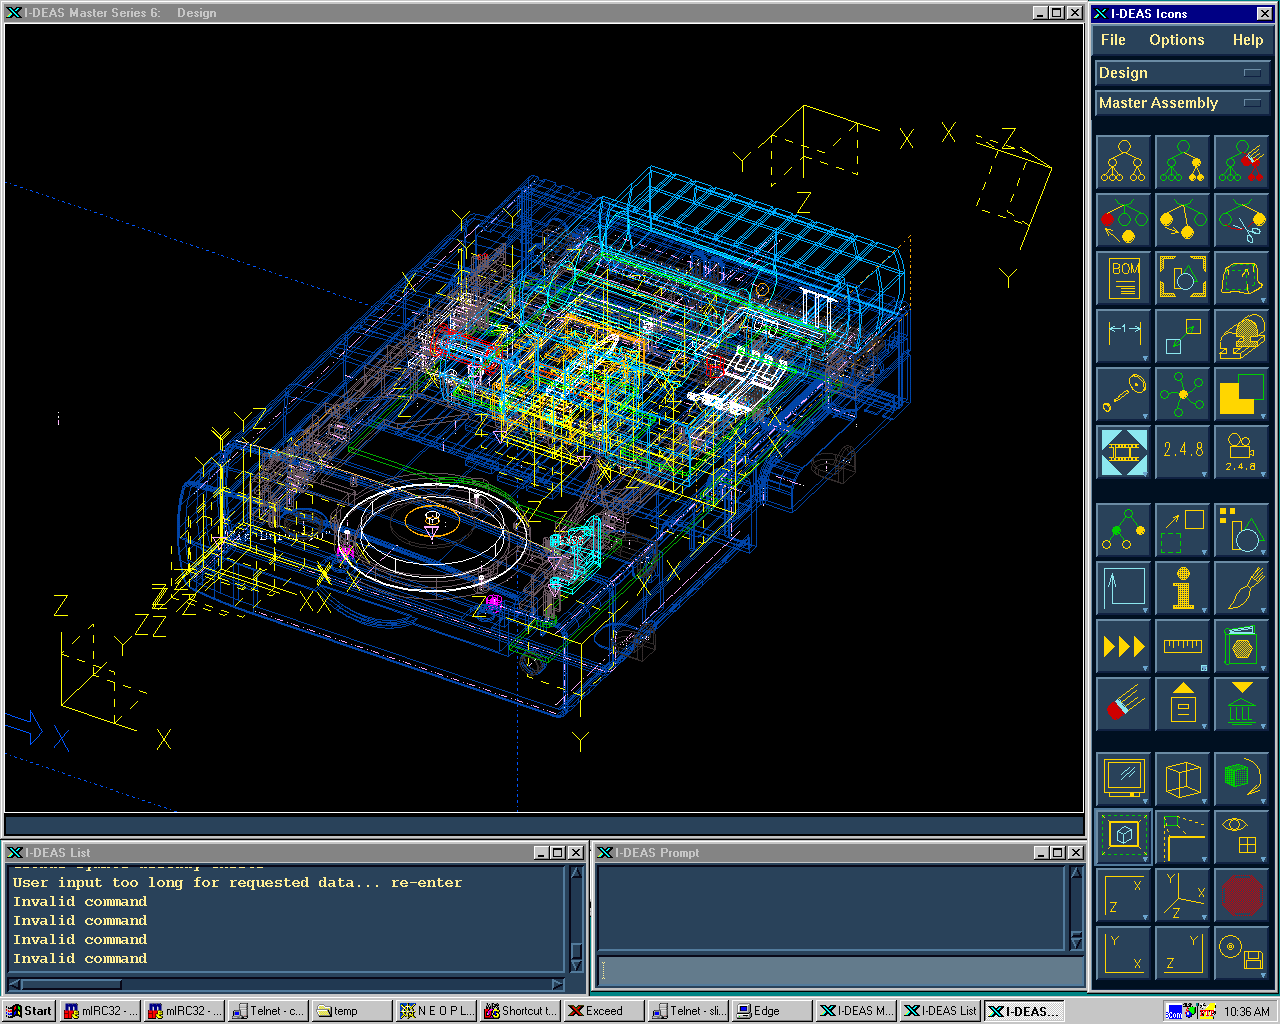 I-DEAS Master Series 6: Design
I-DEAS Icons
File Options Help
Design
Master Assembly
BOM
1
2.4.8
2.4.8
X X Z
Y
Z
Y
Y Y
Y
X
Z
Y Z
Y
Y Y
X
X X
X X
Z
Z Z
Z Z
Z
Y
X
X
Y
I-DEAS List
User input too long for requested data... re-enter
Invalid command
Invalid command
Invalid command
Invalid command
I-DEAS Prompt
X
Z
Y
X
Z
Y
X
Y
Z
Start
mIRC32 - ...
mIRC32 - ...
Telnet - c...
temp
N E O P L...
Shortcut t...
Exceed
Telnet - sli...
Edge
I-DEAS M...
I-DEAS List
I-DEAS...
10:36 AM